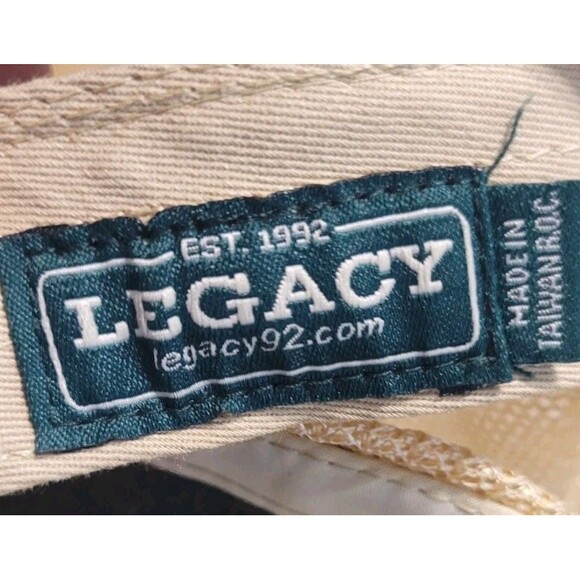 EST. 1992
LEGACY
legacy92.com
MADE IN
TAIWAN R.O.C.